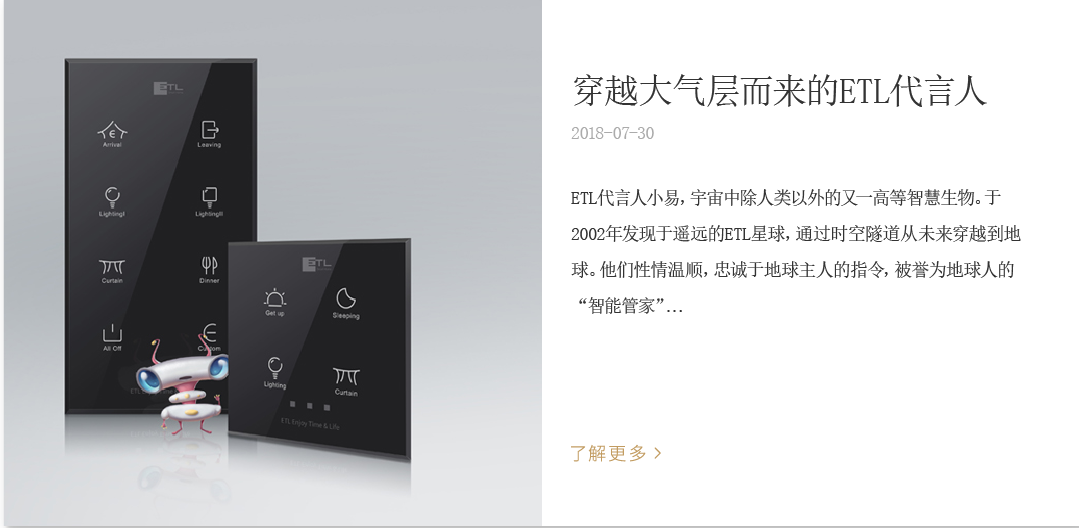 ETL
Arrival
Leaving
LightingI
LightingII
Curtain
Dinner
All Off
ETL
Get up
Sleeping
Lighting
Curtain
ETL Enjoy Time & Life
穿越大气层而来的ETL代言人
2018-07-30
ETL代言人小易，宇宙中除人类以外的又一高等智慧生物。于
2002年发现于遥远的ETL星球，通过时空隧道从未来穿越到地
球。他们性情温顺，忠诚于地球主人的指令，被誉为地球人的
“智能管家”...
了解更多 >